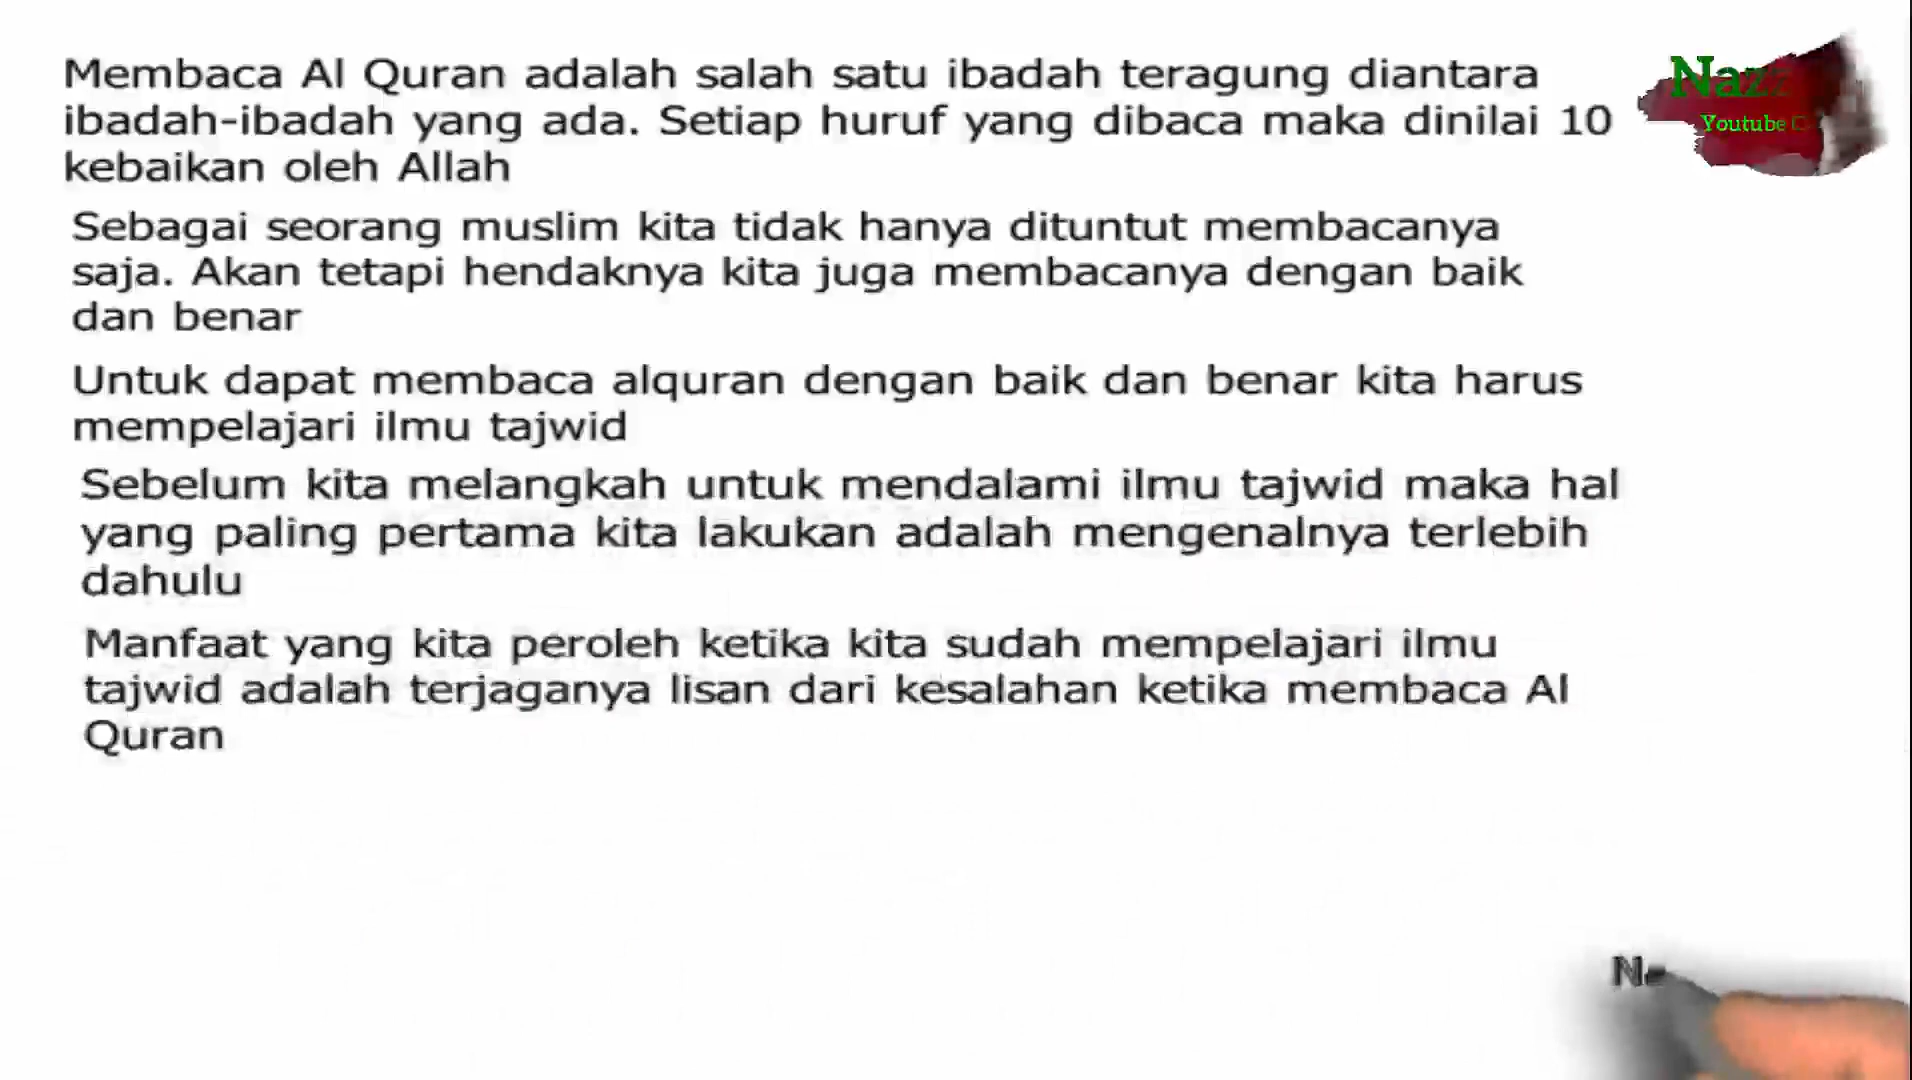 Membaca Al Quran adalah salah satu ibadah teragung diantara
ibadah-ibadah yang ada. Setiap huruf yang dibaca maka dinilai 10
kebaikan oleh Allah
Sebagai seorang muslim kita tidak hanya dituntut membacanya
saja. Akan tetapi hendaknya kita juga membacanya dengan baik
dan benar
Untuk dapat membaca alquran dengan baik dan benar kita harus
mempelajari ilmu tajwid
Sebelum kita melangkah untuk mendalami ilmu tajwid maka hal
yang paling pertama kita lakukan adalah mengenalnya terlebih
dahulu
Manfaat yang kita peroleh ketika kita sudah mempelajari ilmu
tajwid adalah terjaganya lisan dari kesalahan ketika membaca Al
Quran
Youtube